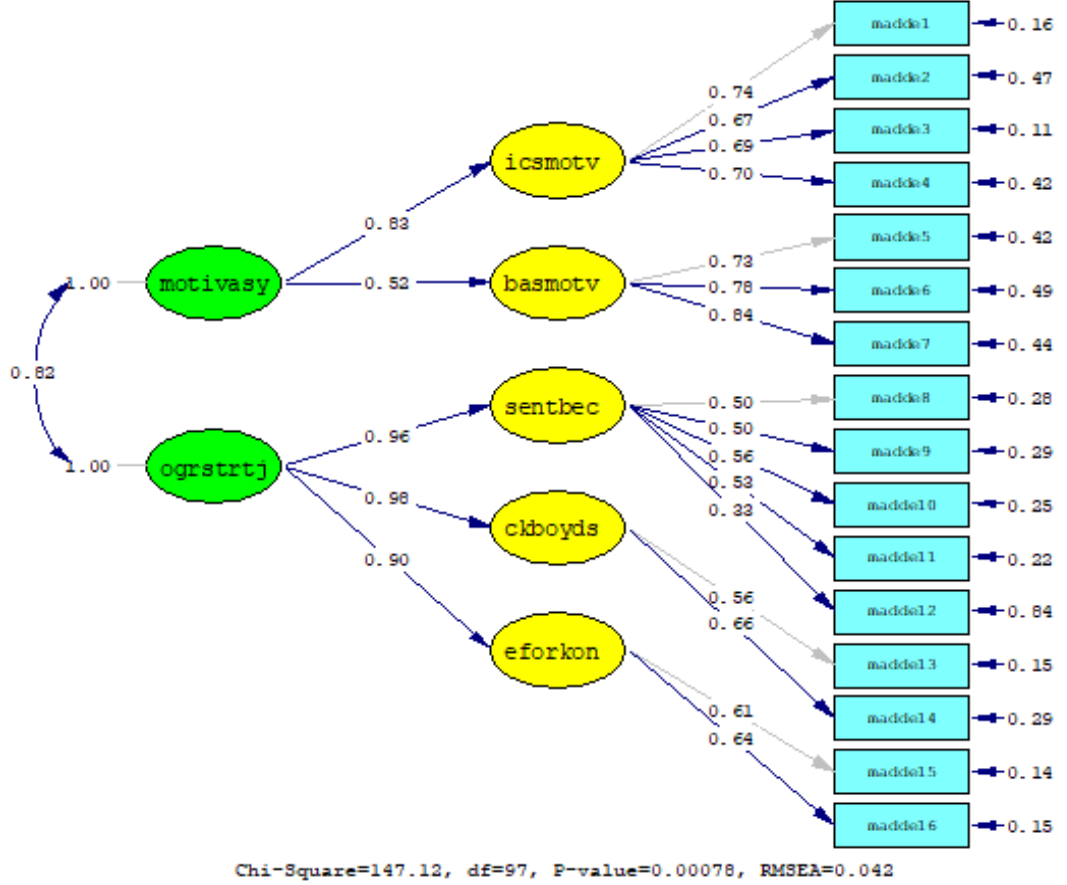 madde1 0.16
0.74
madde2 0.47
0.67
madde3 0.11
0.69
icsmotv
0.70
madde4 0.42
0.83
madde5 0.42
0.73
1.00 motivasy
0.52
basmotv
0.78
madde6 0.49
0.84
madde7 0.44
0.82
madde8 0.28
0.50
sentbec
0.50
0.96
madde9 0.29
0.56
1.00 ogrstrtj
0.53
0.98
madde10 0.25
0.33
ckboyds
madde11 0.22
0.90
0.56
madde12 0.84
0.66
eforkon
madde13 0.15
0.61
madde14 0.29
0.64
madde15 0.14
madde16 0.15
Chi-Square=147.12, df=97, P-value=0.00078, RMSEA=0.042